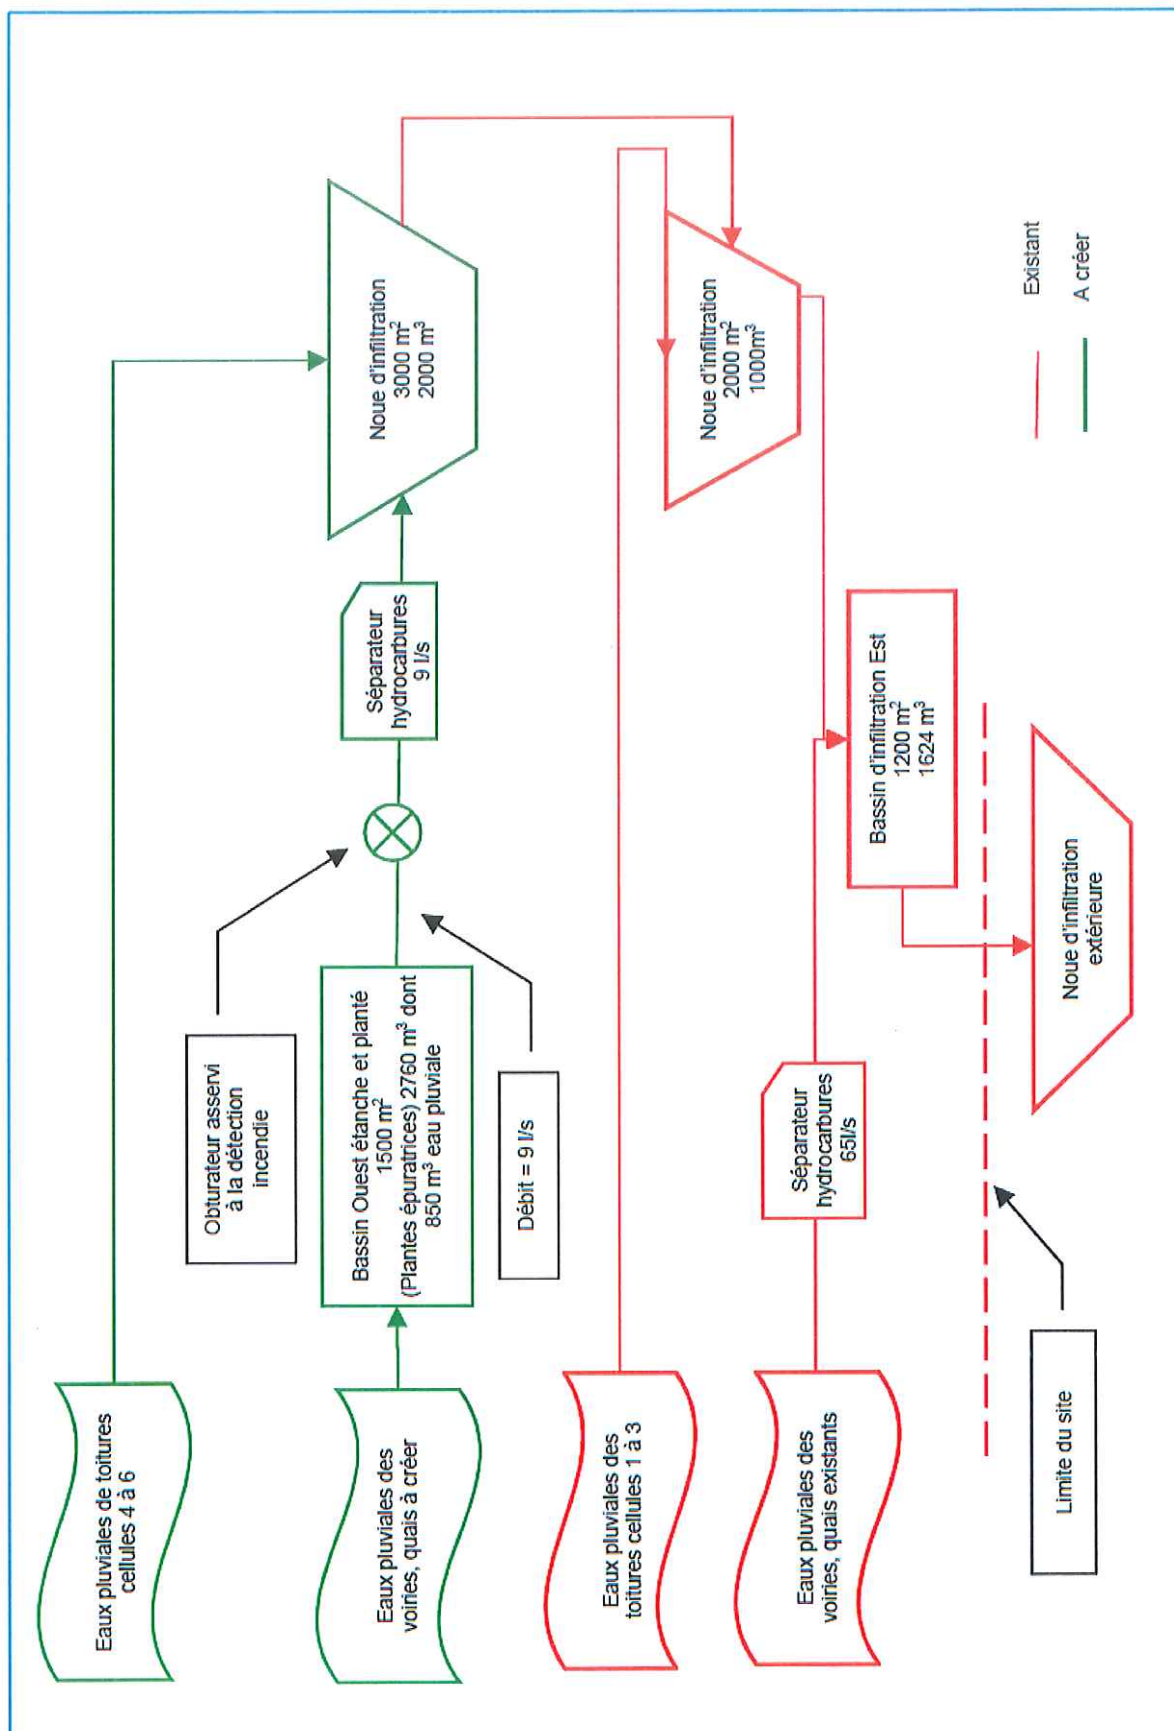 Eaux pluviales de toitures
cellules 4 à 6
Obturateur asservi
à la détection
incendie
Eaux pluviales des
voiries, quais à créer
Bassin Ouest étanche et planté
1500 m²
(Plantes épuratrices) 2760 m³ dont
850 m³ eau pluviale
Séparateur
hydrocarbures
9 l/s
Noue d'infiltration
3000 m²
2000 m³
Débit = 9 l/s
Eaux pluviales des
toitures cellules 1 à 3
Noue d'infiltration
2000 m²
1000m³
Eaux pluviales des
voiries, quais existants
Séparateur
hydrocarbures
65l/s
Bassin d'infiltration Est
1200 m²
1624 m³
Limite du site
Noue d'infiltration
extérieure
Existant
A créer